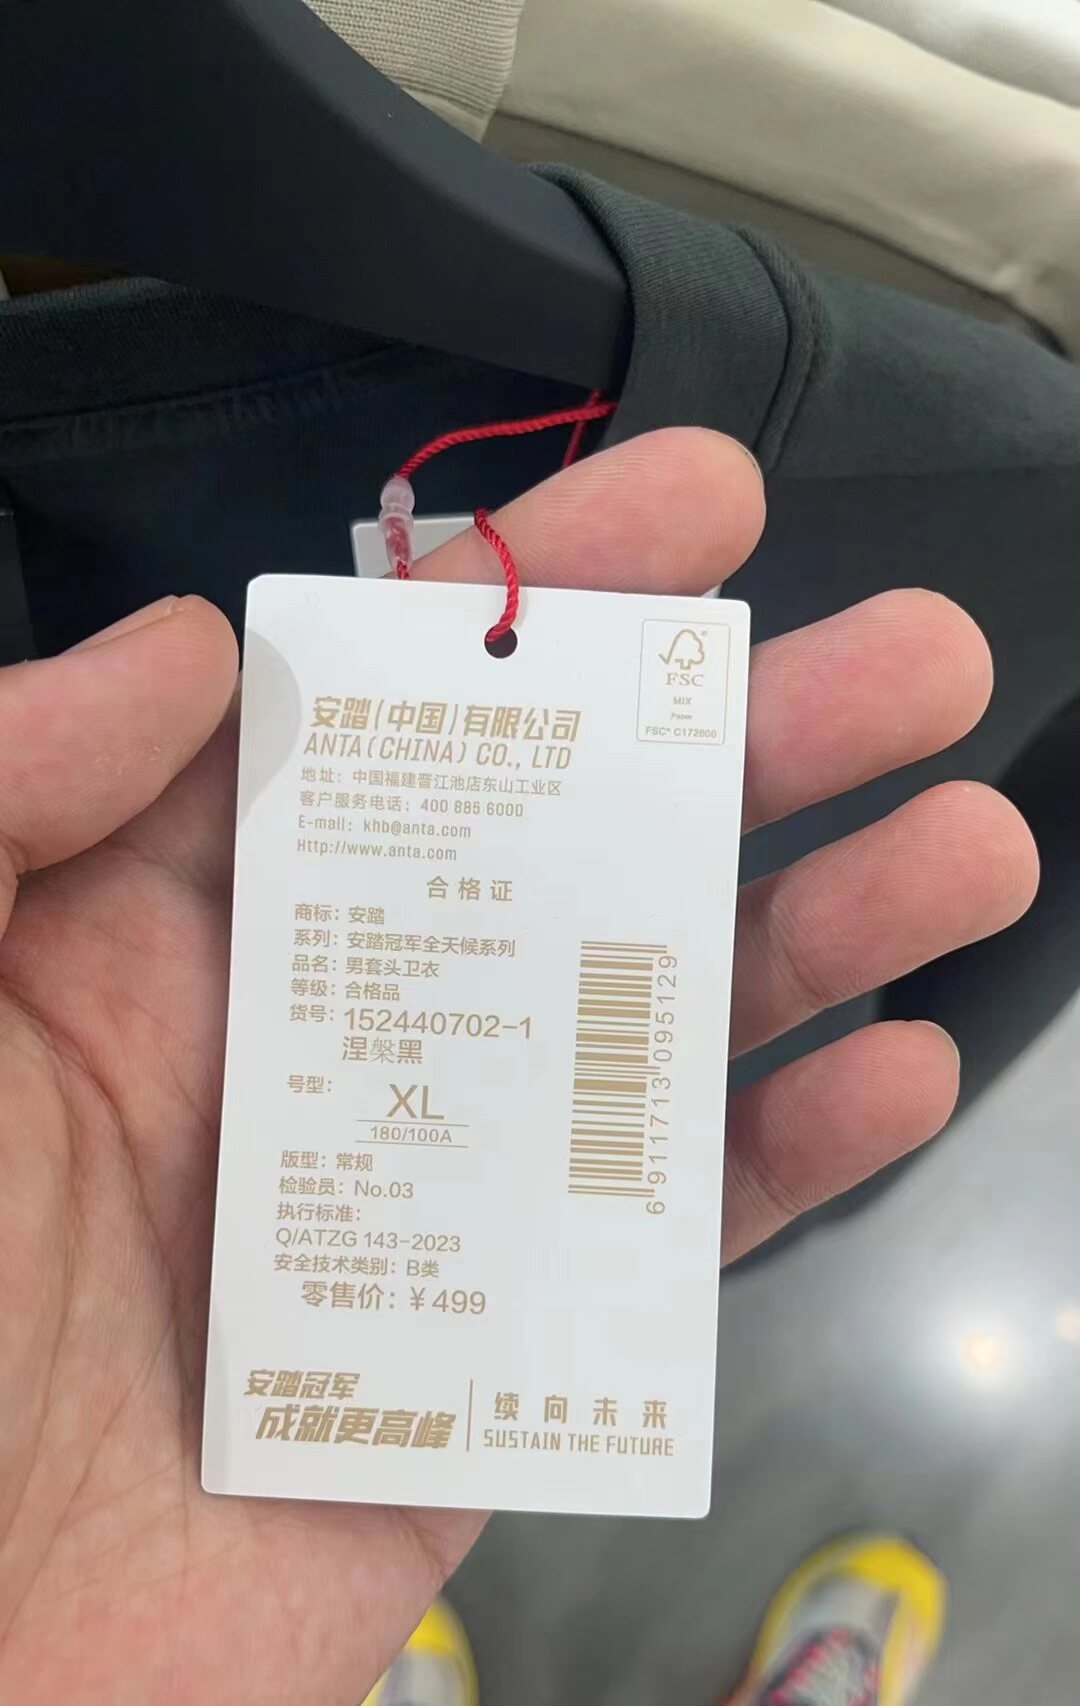 安踏(中国)有限公司
ANTA(CHINA) CO., LTD
地址：中国福建晋江池店东山工业区
客户服务电话：400 885 6000
E-mail：khb@anta.com
Http://www.anta.com
FSC
MIX
Paper
FSC® C172800
合格证
商标：安踏
系列：安踏冠军全天候系列
品名：男套头卫衣
等级：合格品
货号：152440702-1
涅槃黑
号型：
XL
180/100A
版型：常规
检验员：No.03
执行标准：
Q/ATZG 143-2023
安全技术类别：B类
零售价：¥499
6 911713 095129
安踏冠军
成就更高峰
续向未来
SUSTAIN THE FUTURE